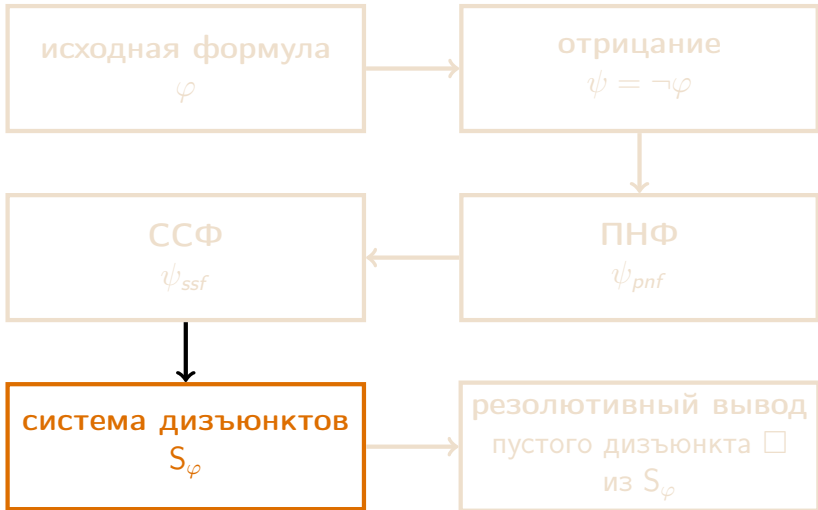 исходная формула
φ
отрицание
ψ = ¬φ
ССФ
ψ_ssf
ПНФ
ψ_pnf
система дизъюнктов
S_φ
резолютивный вывод
пустого дизъюнкта □
из S_φ